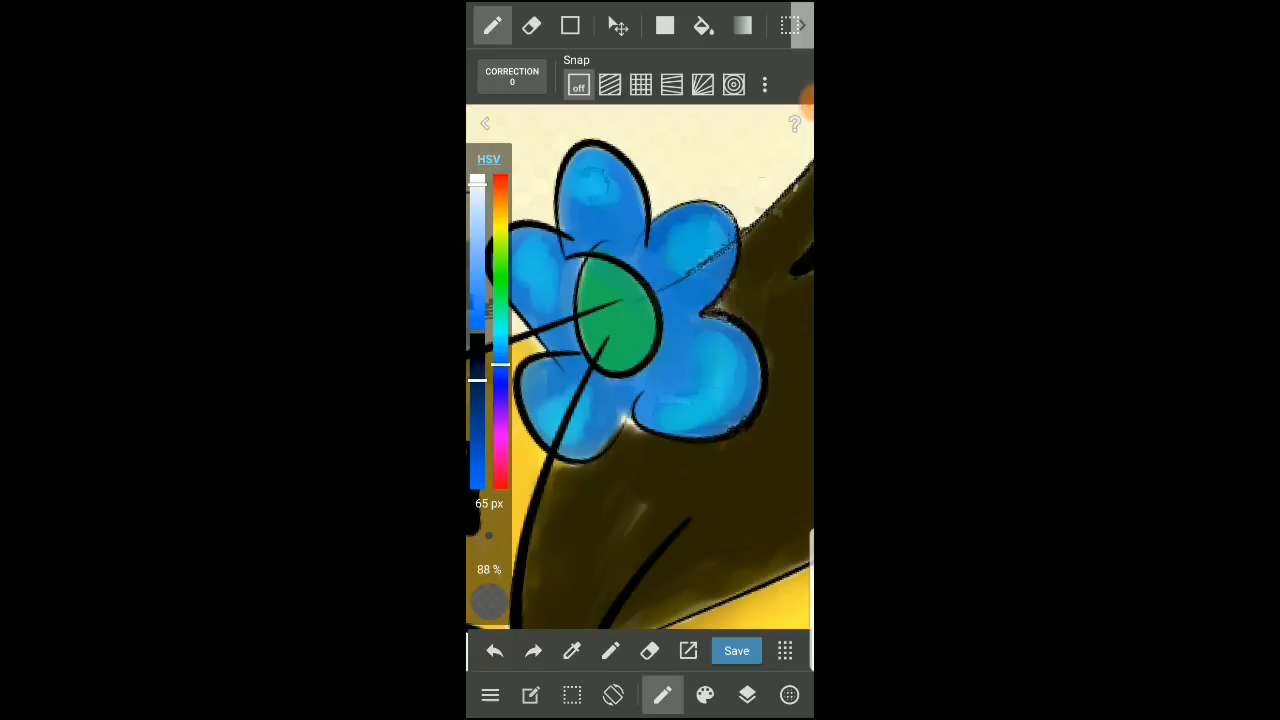 Snap
CORRECTION
0
off
?
HSV
65 px
88 %
Save